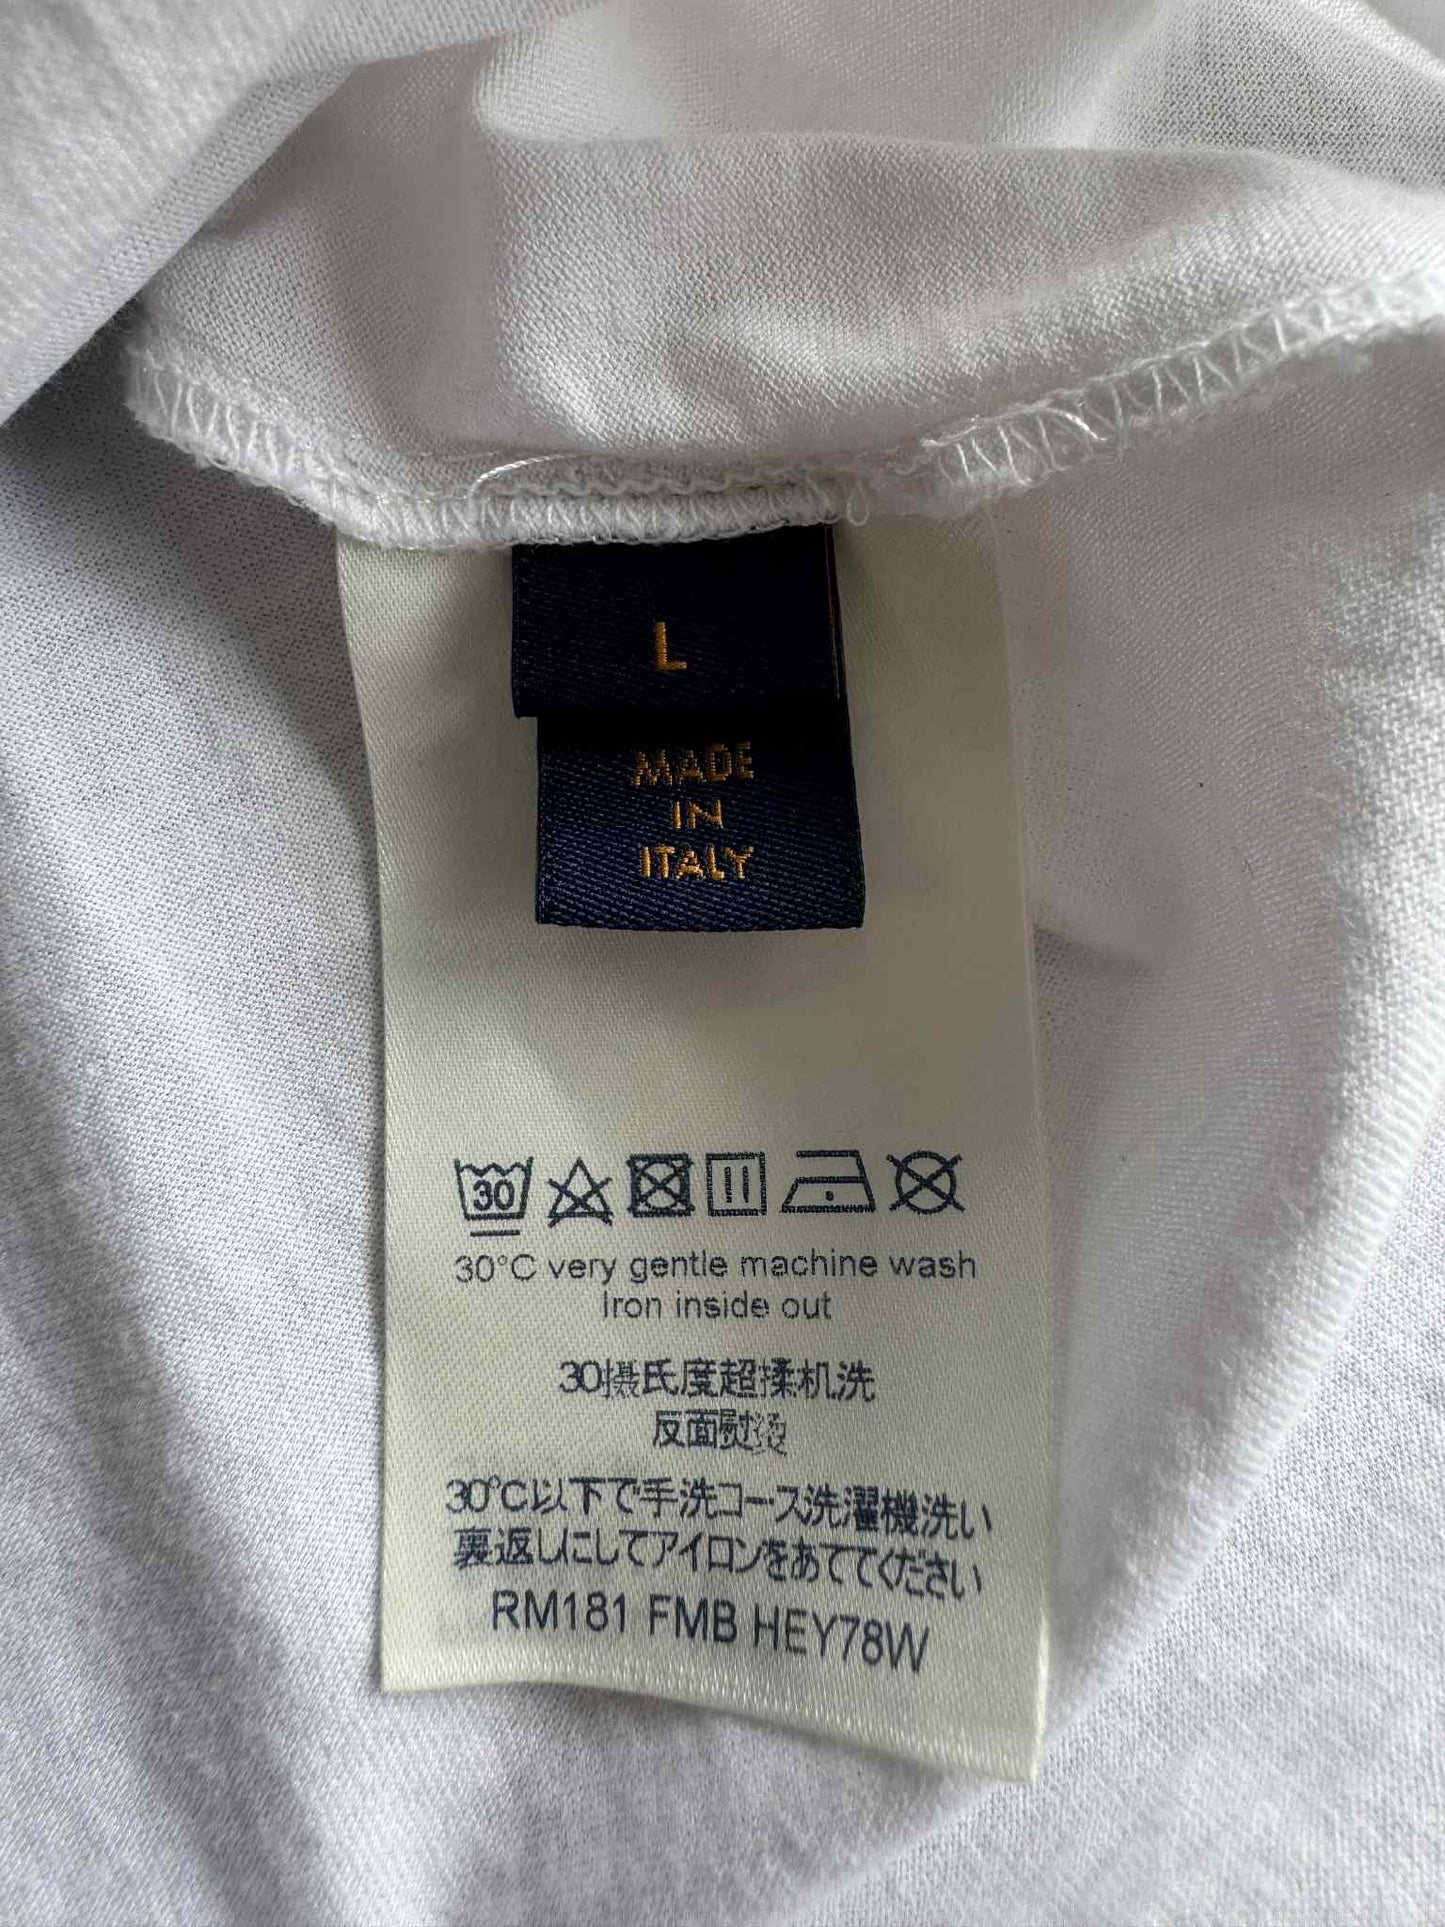 L
MADE
IN
ITALY
30
30°C very gentle machine wash
Iron inside out
30摄氏度超揉机洗
反面熨烫
30°C以下で手洗コース洗濯機洗い
裏返しにしてアイロンをあててください
RM181 FMB HEY78W